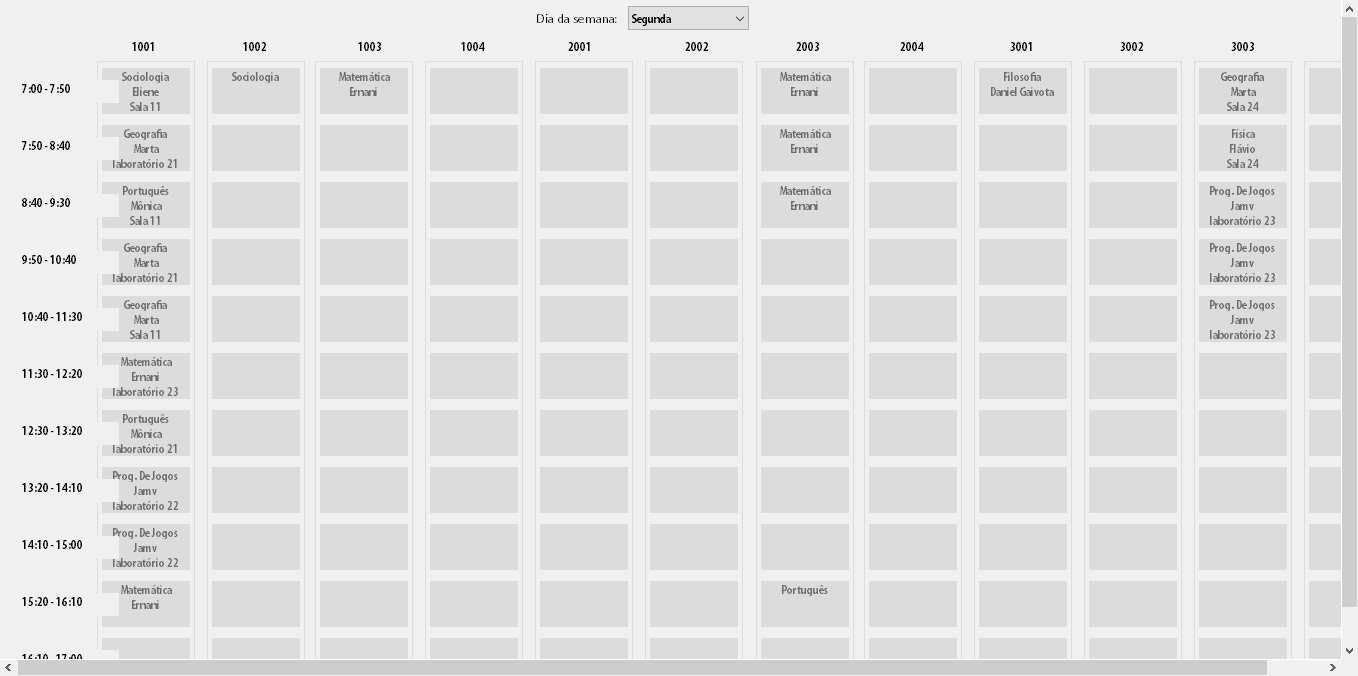 Dia da semana: Segunda
1001 1002 1003 1004 2001 2002 2003 2004 3001 3002 3003
7:00 - 7:50
Sociologia
Eliene
Sala 11
Sociologia
Matemática
Ernani
Matemática
Ernani
Filosofia
Daniel Gaivota
Geografia
Marta
Sala 24
7:50 - 8:40
Geografia
Marta
laboratório 21
Matemática
Ernani
Física
Flávio
Sala 24
8:40 - 9:30
Português
Mônica
Sala 11
Matemática
Ernani
Prog. De Jogos
Jamv
laboratório 23
9:50 - 10:40
Geografia
Marta
laboratório 21
Prog. De Jogos
Jamv
laboratório 23
10:40 - 11:30
Geografia
Marta
Sala 11
Prog. De Jogos
Jamv
laboratório 23
11:30 - 12:20
Matemática
Ernani
laboratório 23
12:30 - 13:20
Português
Mônica
laboratório 21
13:20 - 14:10
Prog. De Jogos
Jamv
laboratório 22
14:10 - 15:00
Prog. De Jogos
Jamv
laboratório 22
15:20 - 16:10
Matemática
Ernani
Português
16:10 - 17:00